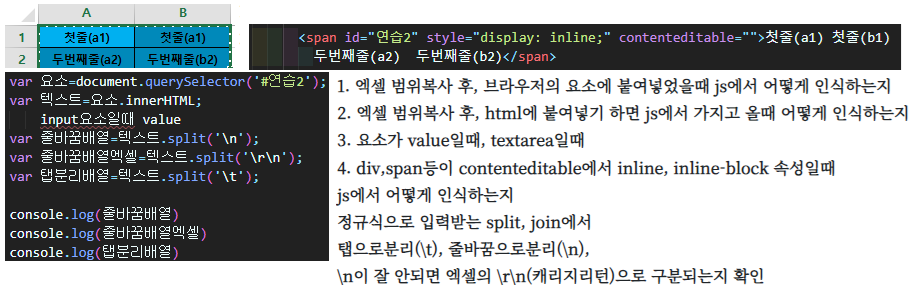 A B
1 첫줄(a1) 첫줄(a1)
2 두번째줄(a2) 두번째줄(b2)
<span id="연습2" style="display: inline;" contenteditable="">첫줄(a1) 첫줄(b1)
두번째줄(a2) 두번째줄(b2)</span>
var 요소=document.querySelector('#연습2');
var 텍스트=요소.innerHTML;
input요소일때 value
var 줄바꿈배열=텍스트.split('\n');
var 줄바꿈배열엑셀=텍스트.split('\r\n');
var 탭분리배열=텍스트.split('\t');
console.log(줄바꿈배열)
console.log(줄바꿈배열엑셀)
console.log(탭분리배열)
1. 엑셀 범위복사 후, 브라우저의 요소에 붙여넣었을때 js에서 어떻게 인식하는지
2. 엑셀 범위복사 후, html에 붙여넣기 하면 js에서 가지고 올때 어떻게 인식하는지
3. 요소가 value일때, textarea일때
4. div,span등이 contenteditable에서 inline, inline-block 속성일때
js에서 어떻게 인식하는지
정규식으로 입력받는 split, join에서
탭으로분리(\t), 줄바꿈으로분리(\n),
\n이 잘 안되면 엑셀의 \r\n(캐리지리턴)으로 구분되는지 확인